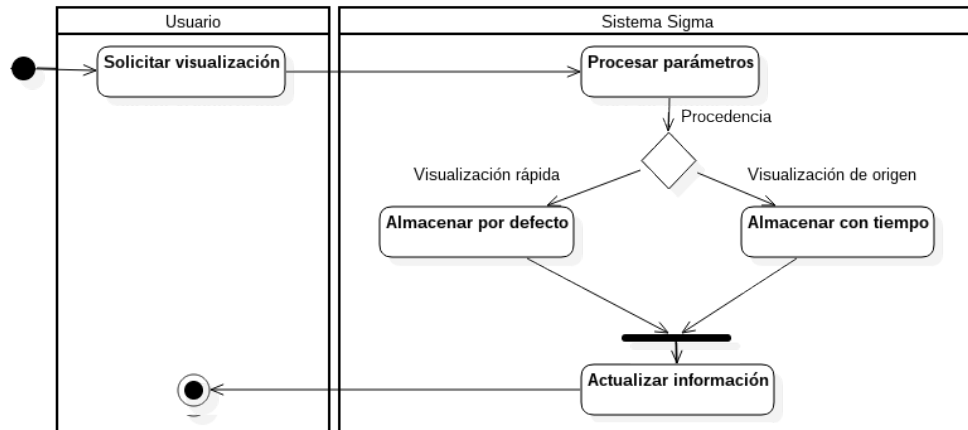 Usuario
Sistema Sigma
Solicitar visualización
Procesar parámetros
Procedencia
Visualización rápida
Visualización de origen
Almacenar por defecto
Almacenar con tiempo
Actualizar información